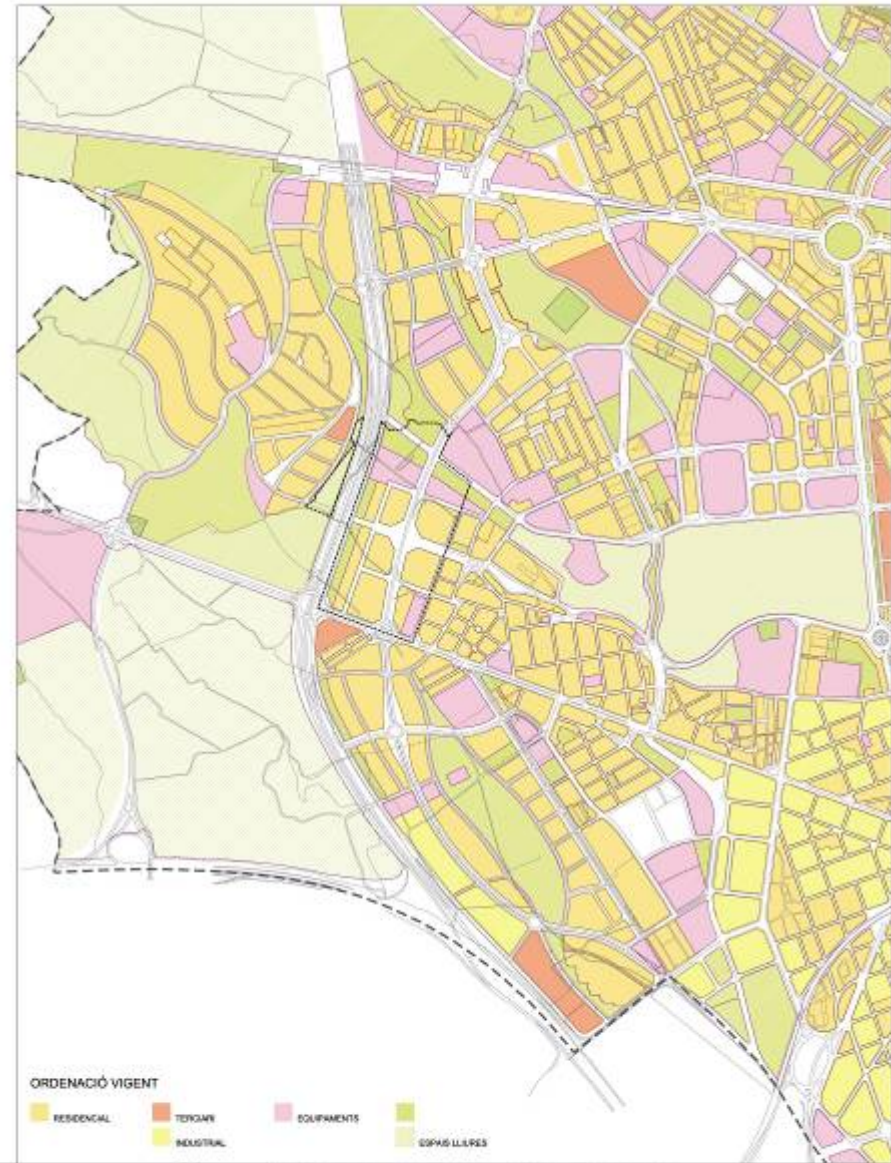 ORDENACIÓ VIGENT
RESIDENCIAL TERCIARI EQUIPAMENTS
INDUSTRIAL ESPAIS LLIURES